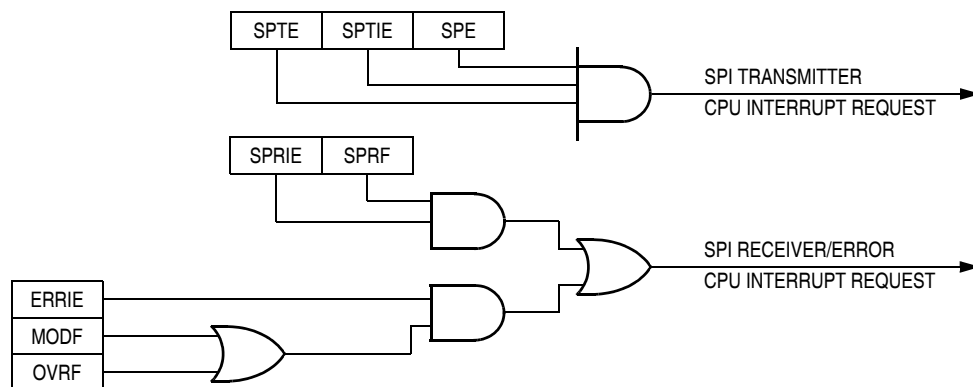 SPTE SPTIE SPE
SPI TRANSMITTER
CPU INTERRUPT REQUEST
SPRIE SPRF
SPI RECEIVER/ERROR
CPU INTERRUPT REQUEST
ERRIE
MODF
OVRF